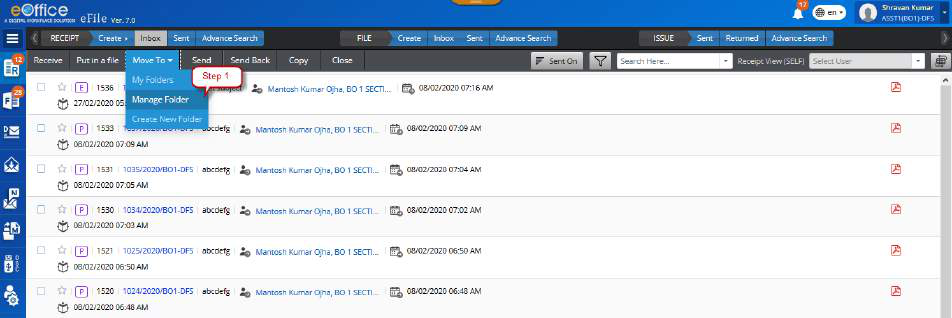 eOffice
A DIGITAL WORKPLACE SOLUTION
eFile Ver. 7.0
12
en
Shravan Kumar
ASST1(BO1)-DFS
RECEIPT Create Inbox Sent Advance Search FILE Create Inbox Sent Advance Search ISSUE Sent Returned Advance Search
Receive Put in a file Move To Send Send Back Copy Close Sent On Search Here... Receipt View (SELF) Select User
Step 1
My Folders
Manage Folder
Create New Folder
12
25
E 1536 subject Mantosh Kumar Ojha, BO 1 SECTI... 08/02/2020 07:16 AM
27/02/2020 05:
P 1533 abcdefg Mantosh Kumar Ojha, BO 1 SECTI... 08/02/2020 07:09 AM
08/02/2020 07:09 AM
P 1531 1035/2020/BO1-DFS abcdefg Mantosh Kumar Ojha, BO 1 SECTI... 08/02/2020 07:04 AM
08/02/2020 07:05 AM
P 1530 1034/2020/BO1-DFS abcdefg Mantosh Kumar Ojha, BO 1 SECTI... 08/02/2020 07:02 AM
08/02/2020 07:03 AM
P 1521 1025/2020/BO1-DFS abcdefg Mantosh Kumar Ojha, BO 1 SECTI... 08/02/2020 06:50 AM
08/02/2020 06:50 AM
P 1520 1024/2020/BO1-DFS abcdefg Mantosh Kumar Ojha, BO 1 SECTI... 08/02/2020 06:48 AM
08/02/2020 06:48 AM